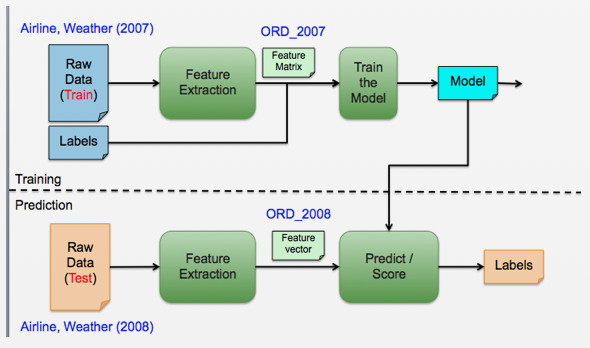 Airline, Weather (2007)
ORD_2007
Raw
Data
(Train)
Feature
Extraction
Feature
Matrix
Train
the
Model
Model
Labels
Training
Prediction
ORD_2008
Raw
Data
(Test)
Feature
Extraction
Feature
vector
Predict /
Score
Labels
Airline, Weather (2008)